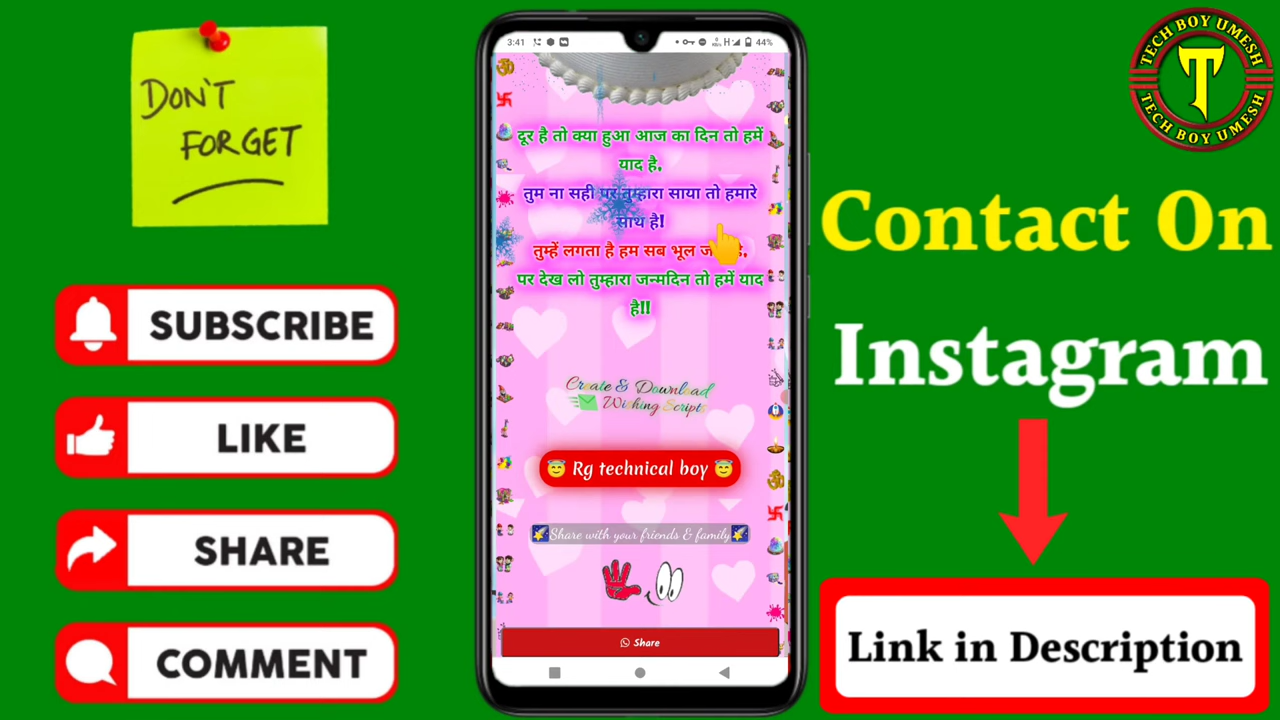 DON'T
FORGET
SUBSCRIBE
LIKE
SHARE
COMMENT
3:41
44%
दूर है तो क्या हुआ आज का दिन तो हमें
याद है,
तुम ना सही पर तुम्हारा साया तो हमारे
साथ है!
तुम्हें लगता है हम सब भूल है,
पर देख लो तुम्हारा जन्मदिन तो हमें याद
है!!
Create & Download
Wishing Scripts
Rg technical boy
Share with your friends & family
Share
TECH BOY UMESH
T
TECH BOY UMESH
Contact On
Instagram
Link in Description